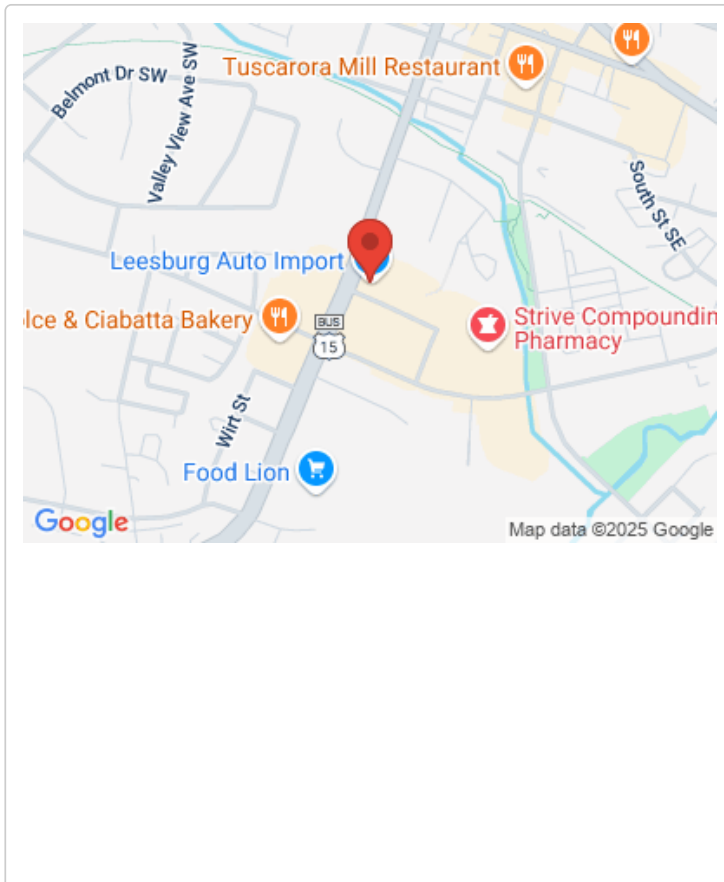 Tuscarora Mill Restaurant
Belmont Dr SW
Valley View Ave SW
South St SE
Leesburg Auto Import
lce & Ciabatta Bakery
BUS
15
Strive Compoundin
Pharmacy
Wirt St
Food Lion
Google
Map data ©2025 Google